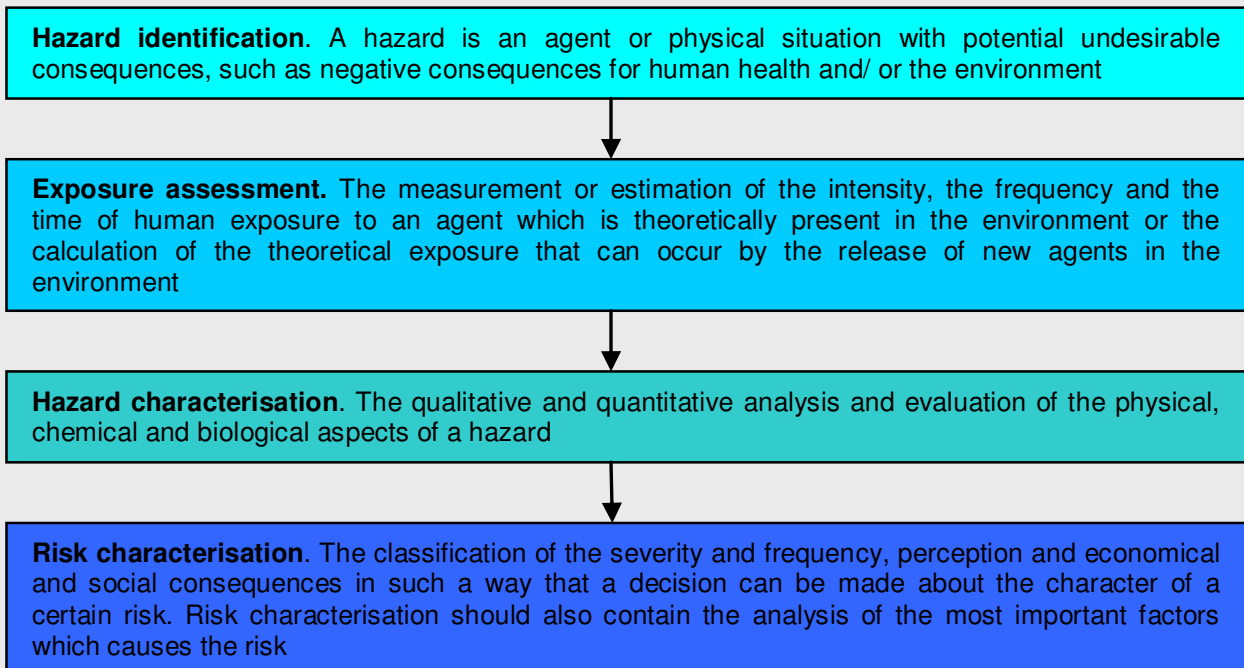 Hazard identification. A hazard is an agent or physical situation with potential undesirable
consequences, such as negative consequences for human health and/ or the environment
Exposure assessment. The measurement or estimation of the intensity, the frequency and the
time of human exposure to an agent which is theoretically present in the environment or the
calculation of the theoretical exposure that can occur by the release of new agents in the
environment
Hazard characterisation. The qualitative and quantitative analysis and evaluation of the physical,
chemical and biological aspects of a hazard
Risk characterisation. The classification of the severity and frequency, perception and economical
and social consequences in such a way that a decision can be made about the character of a
certain risk. Risk characterisation should also contain the analysis of the most important factors
which causes the risk